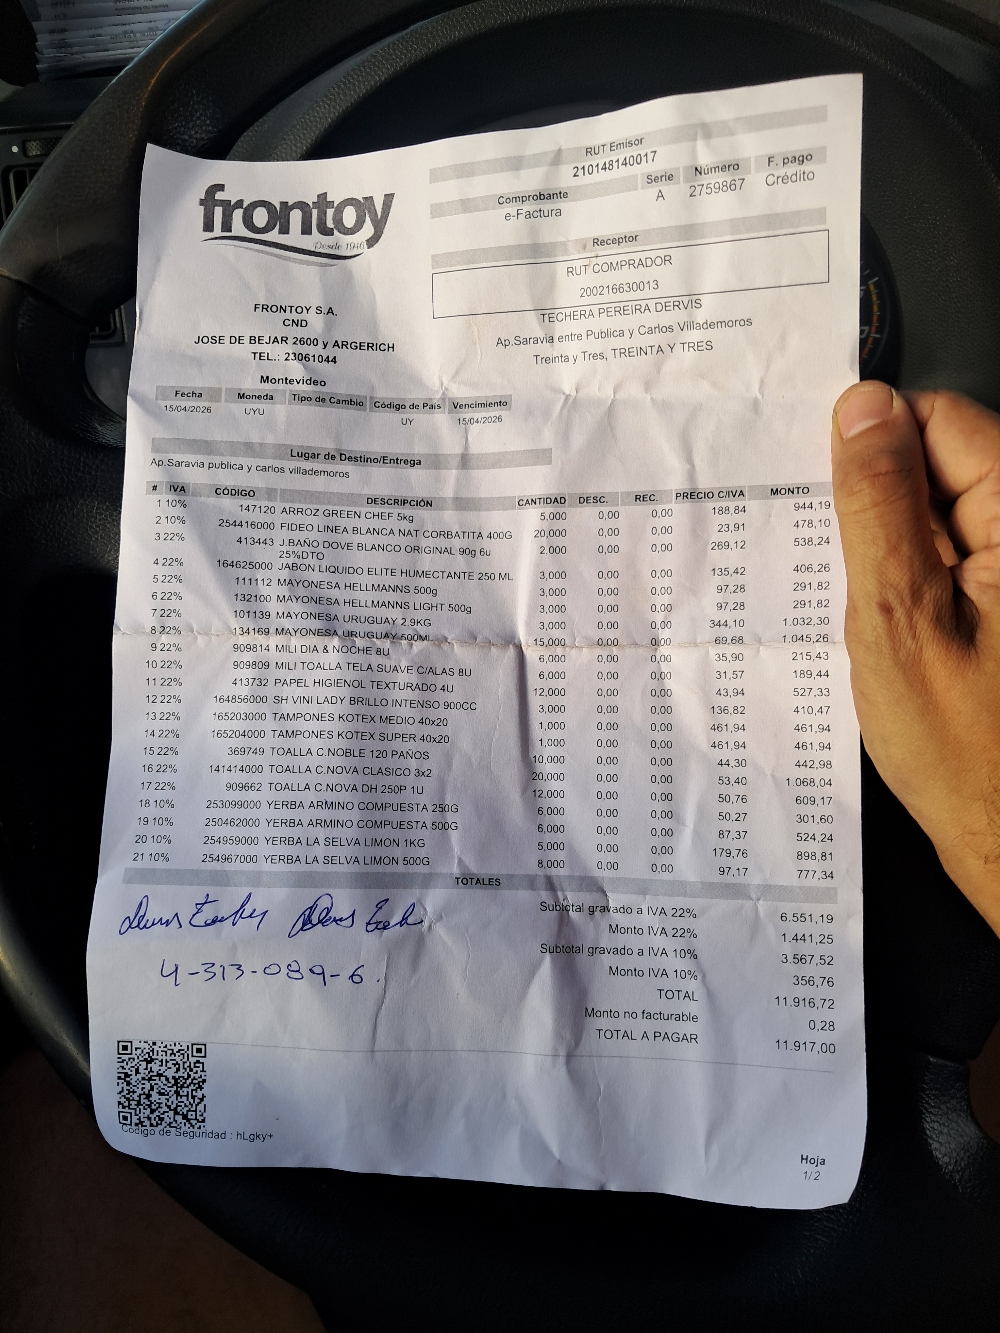 frontoy
Desde 1946
RUT Emisor
210148140017
Comprobante Serie Número F. pago
e-Factura A 2759867 Crédito
Receptor
RUT COMPRADOR
200216630013
TECHERA PEREIRA DERVIS
Ap.Saravia entre Publica y Carlos Villademoros
Treinta y Tres, TREINTA Y TRES
FRONTOY S.A.
CND
JOSE DE BEJAR 2600 y ARGERICH
TEL.: 23061044
Montevideo
Fecha Moneda Tipo de Cambio Código de País Vencimiento
15/04/2026 UYU UY 15/04/2026
Lugar de Destino/Entrega
Ap.Saravia publica y carlos villademoros
# IVA CÓDIGO DESCRIPCIÓN CANTIDAD DESC. REC. PRECIO C/IVA MONTO
1 10% 147120 ARROZ GREEN CHEF 5kg 5,000 0,00 0,00 188,84 944,19
2 10% 254416000 FIDEO LINEA BLANCA NAT CORBATITA 400G 20,000 0,00 0,00 23,91 478,10
3 22% 413443 J.BAÑO DOVE BLANCO ORIGINAL 90g 6u 2,000 0,00 0,00 269,12 538,24
25%DTO
4 22% 164625000 JABON LIQUIDO ELITE HUMECTANTE 250 ML 3,000 0,00 0,00 135,42 406,26
5 22% 111112 MAYONESA HELLMANNS 500g 3,000 0,00 0,00 97,28 291,82
6 22% 132100 MAYONESA HELLMANNS LIGHT 500g 3,000 0,00 0,00 97,28 291,82
7 22% 101139 MAYONESA URUGUAY 2.9KG 3,000 0,00 0,00 344,10 1.032,30
8 22% 134169 MAYONESA URUGUAY 500ML 15,000 0,00 0,00 69,68 1.045,26
9 22% 909814 MILI DIA & NOCHE 8U 6,000 0,00 0,00 35,90 215,43
10 22% 909809 MILI TOALLA TELA SUAVE C/ALAS 8U 6,000 0,00 0,00 31,57 189,44
11 22% 413732 PAPEL HIGIENOL TEXTURADO 4U 12,000 0,00 0,00 43,94 527,33
12 22% 164856000 SH VINI LADY BRILLO INTENSO 900CC 3,000 0,00 0,00 136,82 410,47
13 22% 165203000 TAMPONES KOTEX MEDIO 40x20 1,000 0,00 0,00 461,94 461,94
14 22% 165204000 TAMPONES KOTEX SUPER 40x20 1,000 0,00 0,00 461,94 461,94
15 22% 369749 TOALLA C.NOBLE 120 PAÑOS 10,000 0,00 0,00 44,30 442,98
16 22% 141414000 TOALLA C.NOVA CLASICO 3x2 20,000 0,00 0,00 53,40 1.068,04
17 22% 909662 TOALLA C.NOVA DH 250P 1U 12,000 0,00 0,00 50,76 609,17
18 10% 253099000 YERBA ARMINO COMPUESTA 250G 6,000 0,00 0,00 50,27 301,60
19 10% 250462000 YERBA ARMINO COMPUESTA 500G 6,000 0,00 0,00 87,37 524,24
20 10% 254959000 YERBA LA SELVA LIMON 1KG 5,000 0,00 0,00 179,76 898,81
21 10% 254967000 YERBA LA SELVA LIMON 500G 8,000 0,00 0,00 97,17 777,34
TOTALES
Subtotal gravado a IVA 22% 6.551,19
Monto IVA 22% 1.441,25
Subtotal gravado a IVA 10% 3.567,52
Monto IVA 10% 356,76
TOTAL 11.916,72
Monto no facturable 0,28
TOTAL A PAGAR 11.917,00
4-313-089-6.
Código de Seguridad : hLgky+
Hoja
1/2